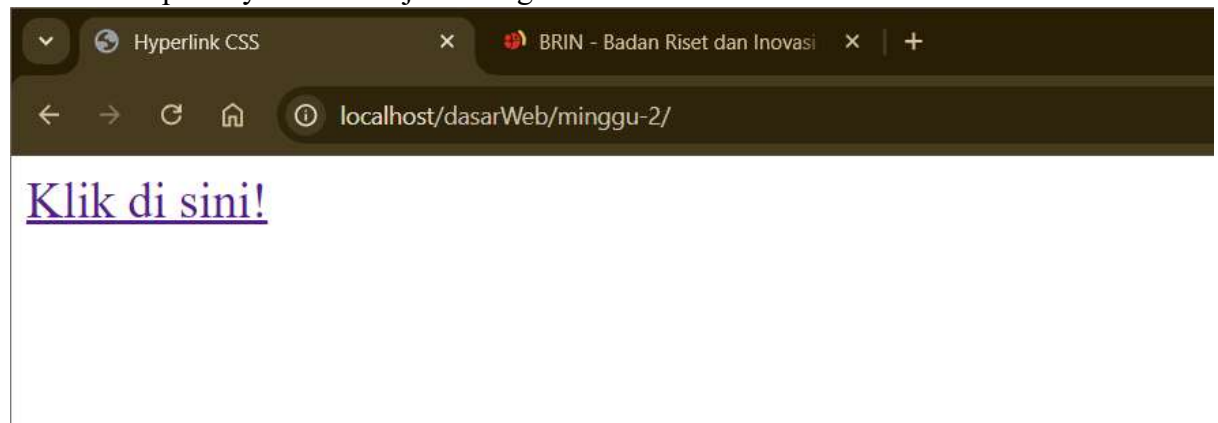 Hyperlink CSS
BRIN - Badan Riset dan Inovasi
localhost/dasarWeb/minggu-2/
Klik di sini!